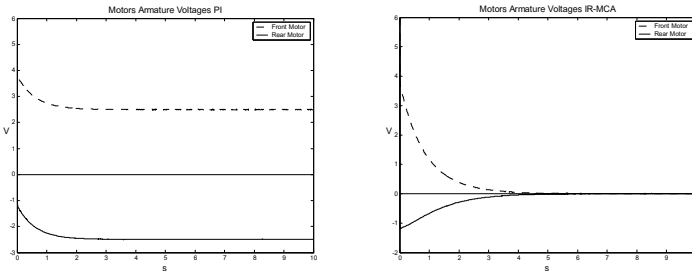 Motors Armature Voltages PI
Front Motor
Rear Motor
6
5
4
3
2
1
0
-1
-2
-3
V
0 1 2 3 4 5 6 7 8 9 10
s
Motors Armature Voltages IR-MCA
Front Motor
Rear Motor
6
5
4
3
2
1
0
-1
-2
V
0 1 2 3 4 5 6 7 8 9
s